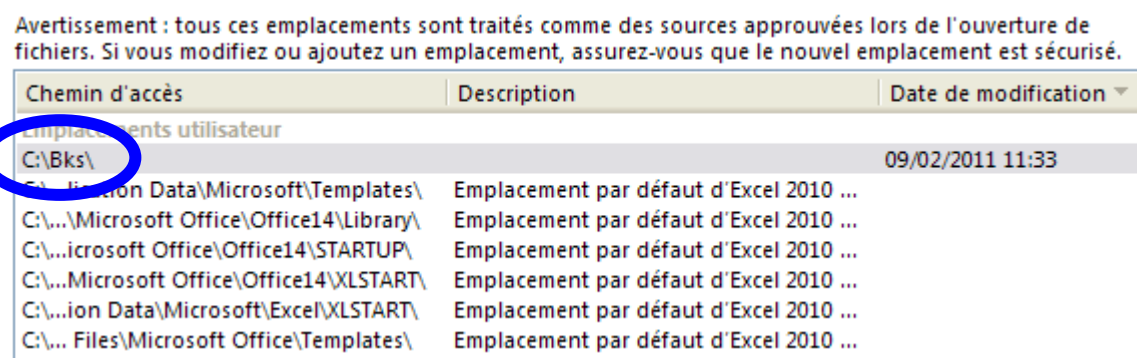 Avertissement : tous ces emplacements sont traités comme des sources approuvées lors de l'ouverture de
fichiers. Si vous modifiez ou ajoutez un emplacement, assurez-vous que le nouvel emplacement est sécurisé.
Chemin d'accès Description Date de modification
Emplacements utilisateur
C:\Bks\ 09/02/2011 11:33
C:\...lication Data\Microsoft\Templates\ Emplacement par défaut d'Excel 2010 ...
C:\...\Microsoft Office\Office14\Library\ Emplacement par défaut d'Excel 2010 ...
C:\...icrosoft Office\Office14\STARTUP\ Emplacement par défaut d'Excel 2010 ...
C:\...Microsoft Office\Office14\XLSTART\ Emplacement par défaut d'Excel 2010 ...
C:\...ion Data\Microsoft\Excel\XLSTART\ Emplacement par défaut d'Excel 2010 ...
C:\... Files\Microsoft Office\Templates\ Emplacement par défaut d'Excel 2010 ...